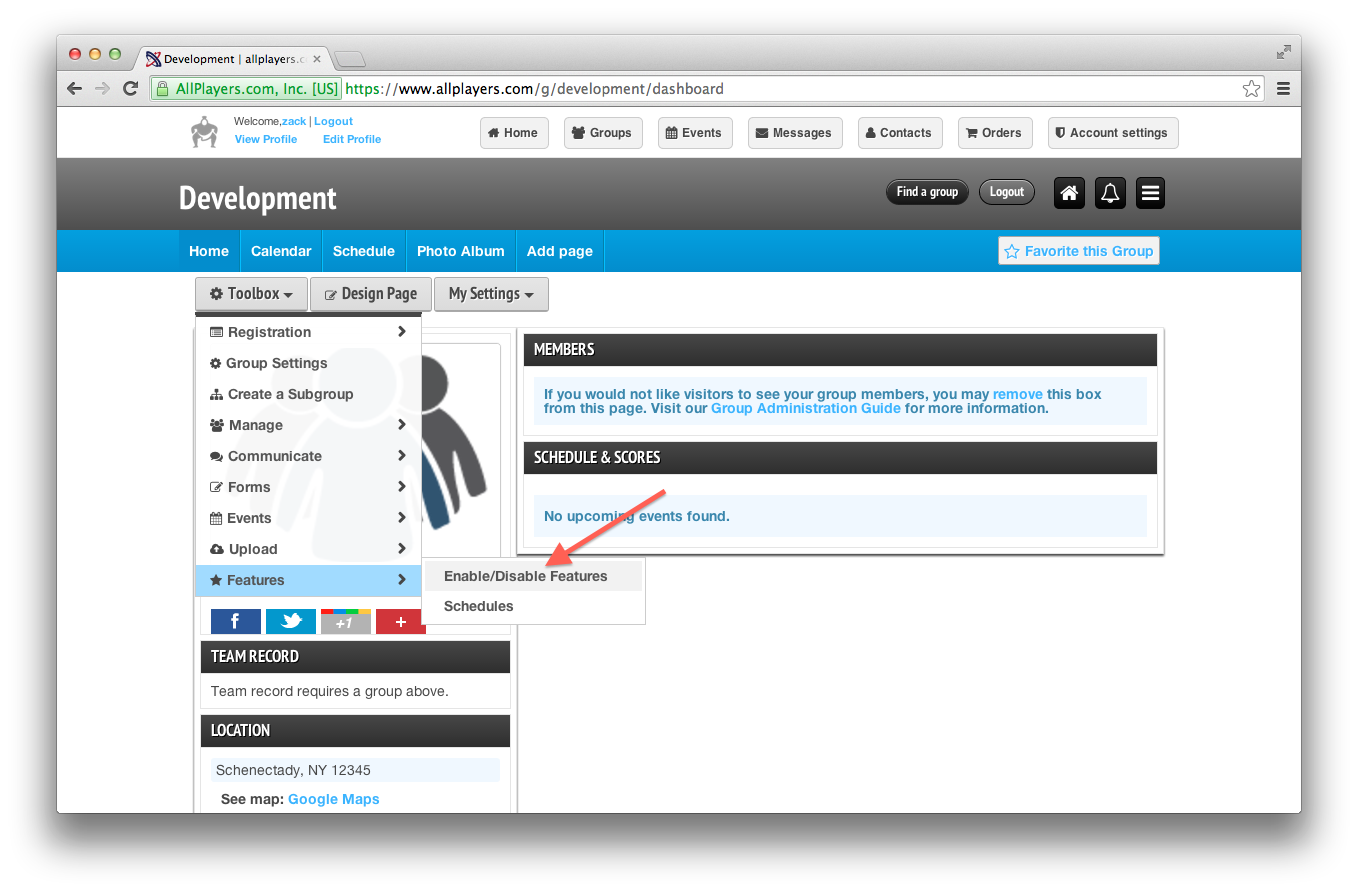 Development | allplayers.c
AllPlayers.com, Inc. [US] https://www.allplayers.com/g/development/dashboard
Welcome,zack | Logout
View Profile Edit Profile
Home Groups Events Messages Contacts Orders Account settings
Development
Find a group Logout
Home Calendar Schedule Photo Album Add page
Favorite this Group
Toolbox Design Page My Settings
Registration
Group Settings
Create a Subgroup
Manage
Communicate
Forms
Events
Upload
Features
Enable/Disable Features
Schedules
f +1 +
TEAM RECORD
Team record requires a group above.
LOCATION
Schenectady, NY 12345
See map: Google Maps
MEMBERS
If you would not like visitors to see your group members, you may remove this box
from this page. Visit our Group Administration Guide for more information.
SCHEDULE & SCORES
No upcoming events found.